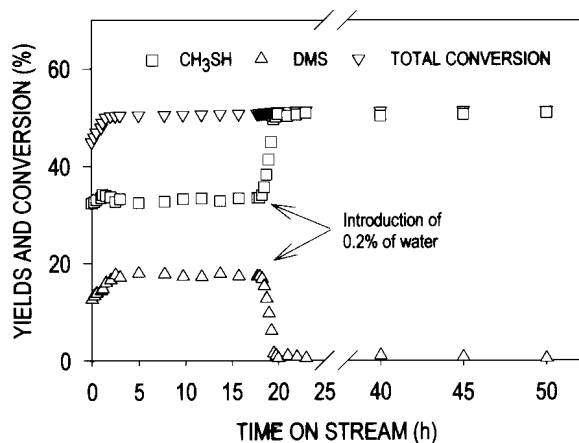 □ CH₃SH △ DMS ▽ TOTAL CONVERSION
YIELDS AND CONVERSION (%)
60
40
20
0
Introduction of
0.2% of water
0 5 10 15 20 25 40 45 50
TIME ON STREAM (h)